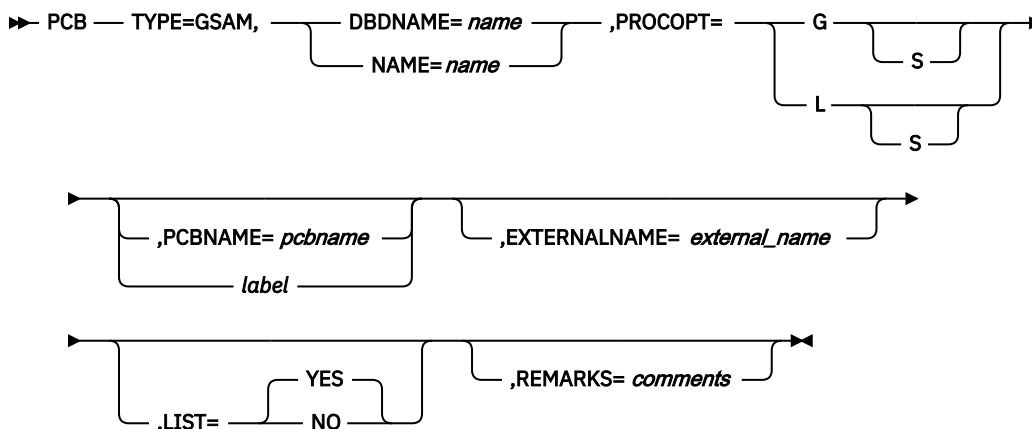 PCB TYPE=GSAM, DBDNAME= name ,PROCOPT= G
NAME= name S
L
S
,PCBNAME= pcbname ,EXTERNALNAME= external_name
label
YES ,REMARKS= comments
,LIST= NO